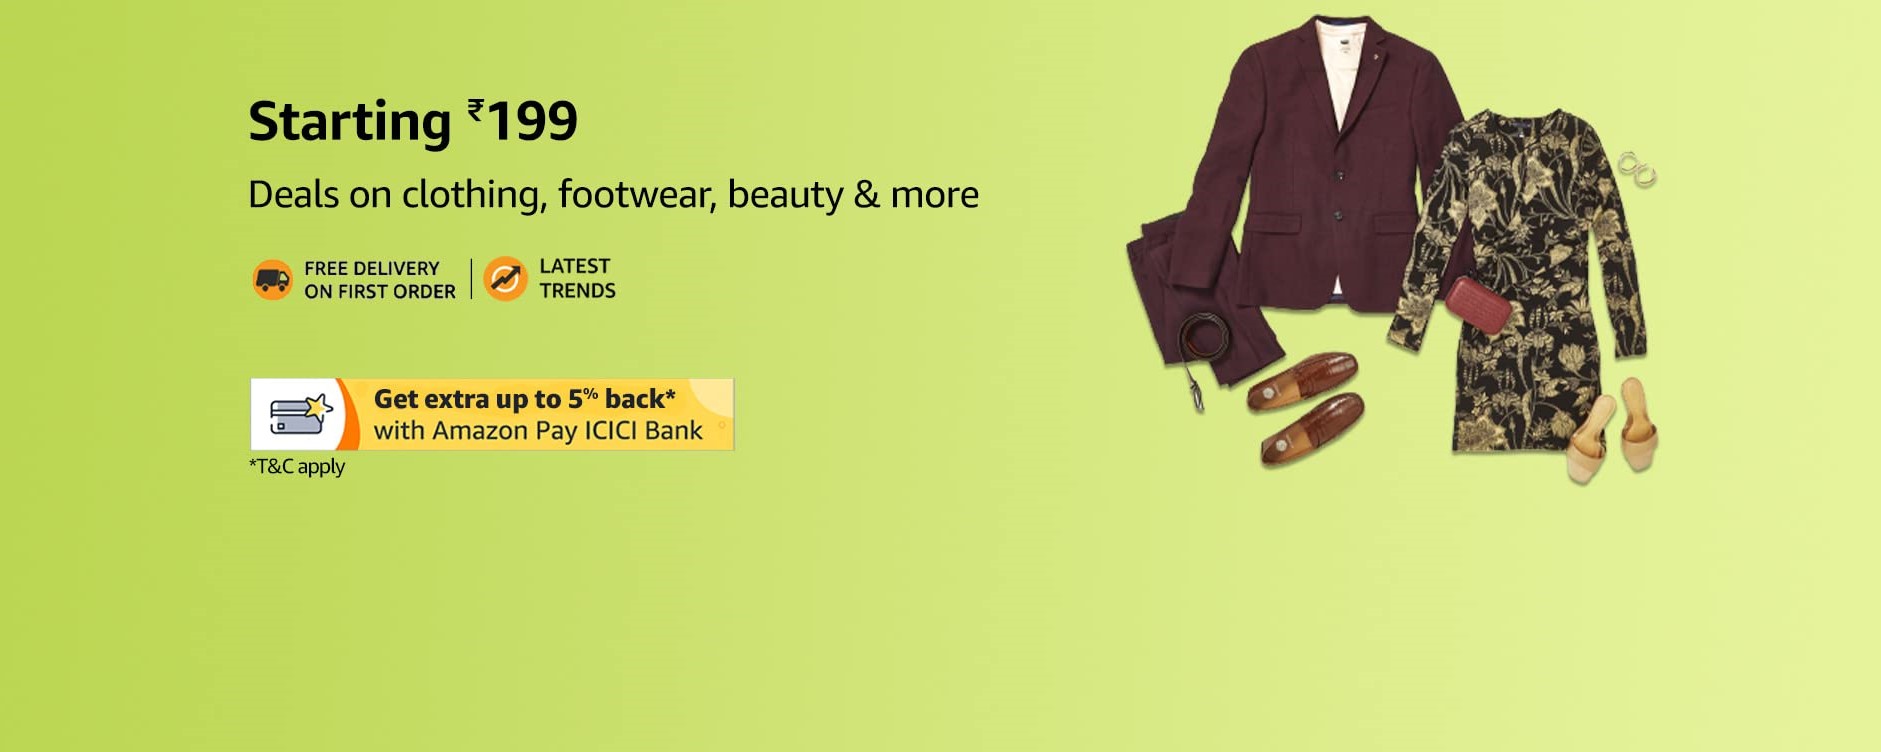 Starting ₹199
Deals on clothing, footwear, beauty & more
FREE DELIVERY
ON FIRST ORDER
LATEST
TRENDS
Get extra up to 5% back*
with Amazon Pay ICICI Bank
*T&C apply